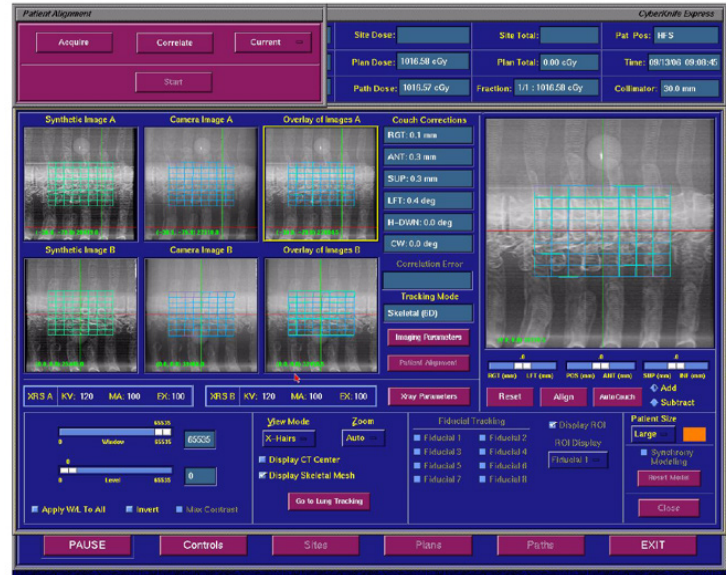 Patient Alignment
CyberKnife Express
Acquire
Correlate
Current
Start
Site Dose:
Site Total:
Pat Pos: HFS
Plan Dose: 1016.58 cGy
Plan Total: 0.00 cGy
Time: 09/13/06 09:08:45
Path Dose: 1016.57 cGy
Fraction: 1/1 : 1016.58 cGy
Collimator: 30.0 mm
Synthetic Image A
Camera Image A
Overlay of Images A
Couch Corrections
RGT: 0.1 mm
ANT: 0.3 mm
SUP: 0.3 mm
LFT: 0.4 deg
H-DWN: 0.0 deg
CW: 0.0 deg
Synthetic Image B
Camera Image B
Overlay of Images B
Correlation Error
Tracking Mode
Skeletal (6D)
Imaging Parameters
Patient Alignment
.0
.0
.0
RGT (mm) LFT (mm)
POS (mm) ANT (mm)
SUP (mm) INF (mm)
XRS A KV: 120 MA: 100 EX: 100
XRS B KV: 120 MA: 100 EX: 100
Xray Parameters
Reset
Align
AutoCouch
Add
Subtract
65535
0 Window 65535
65535
0
0 Level 65535
0
Apply W/L To All
Invert
Max Contrast
View Mode
Zoom
X-Hairs
Auto
Display CT Center
Display Skeletal Mesh
Go to Lung Tracking
Fiducial Tracking
Fiducial 1
Fiducial 2
Fiducial 3
Fiducial 4
Fiducial 5
Fiducial 6
Fiducial 7
Fiducial 8
Display ROI
ROI Display
Fiducial 1
Patient Size
Large
Synchrony
Modeling
Reset Model
Close
PAUSE
Controls
Sites
Plans
Paths
EXIT